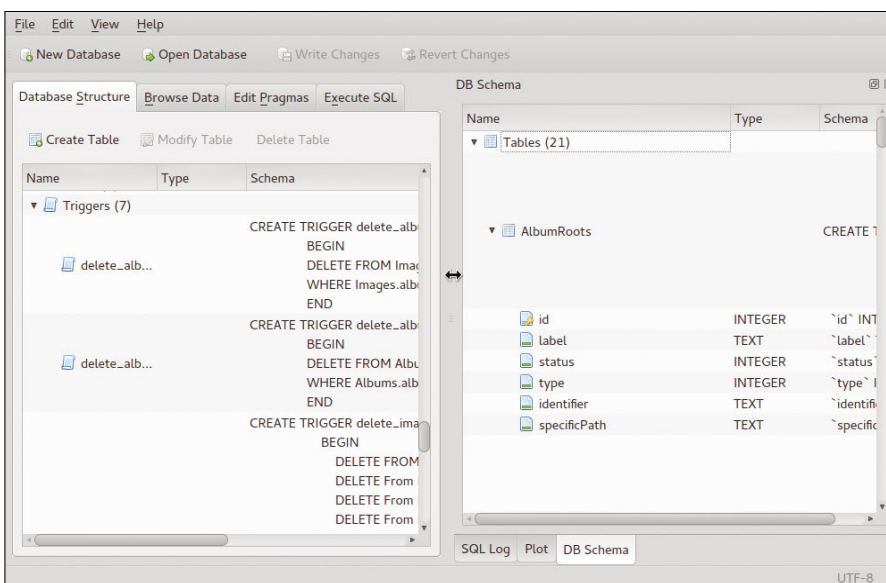 File Edit View Help
New Database Open Database Write Changes Revert Changes
Database Structure Browse Data Edit Pragmas Execute SQL
Create Table Modify Table Delete Table
Name Type Schema
Triggers (7)
CREATE TRIGGER delete_alb
BEGIN
delete_alb... DELETE FROM Imag
WHERE Images.alb
END
CREATE TRIGGER delete_alb
BEGIN
delete_alb... DELETE FROM Albu
WHERE Albums.alb
END
CREATE TRIGGER delete_ima
BEGIN
DELETE FROM
DELETE From
DELETE From
DELETE From
DB Schema
Name Type Schema
Tables (21)
AlbumRoots CREATE T
id INTEGER `id` INT
label TEXT `label`
status INTEGER `status`
type INTEGER `type` I
identifier TEXT `identifi
specificPath TEXT `specific
SQL Log Plot DB Schema
UTF-8